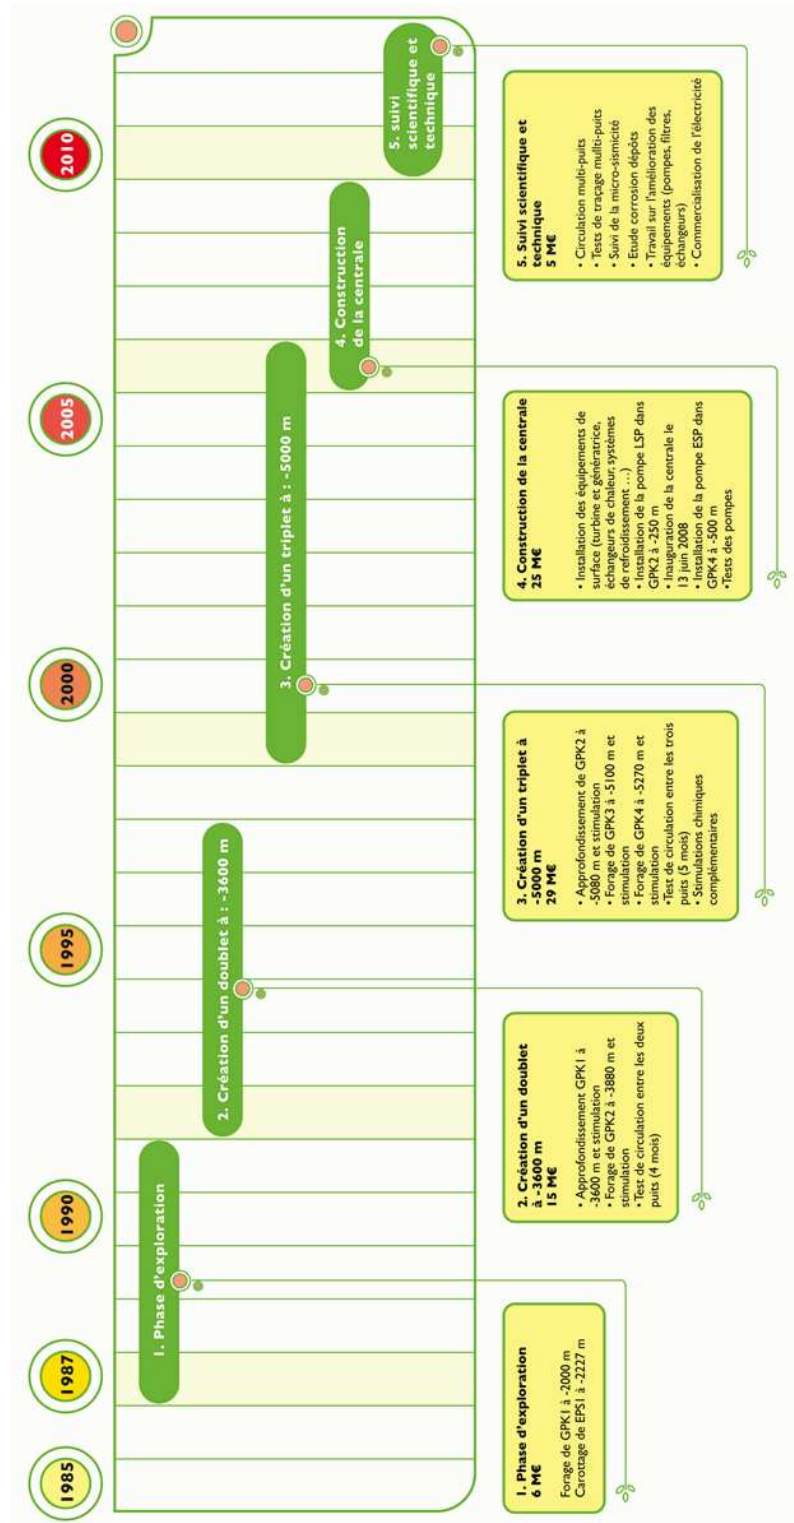 1985
1987
1990
1995
2000
2005
2010
1. Phase d'exploration
2. Création d'un doublet à : -3600 m
3. Création d'un triplet à : -5000 m
4. Construction
de la centrale
5. suivi
scientifique et
technique
1. Phase d'exploration
6 M€
Forage de GPK1 à -2000 m
Carottage de EPS1 à -2227 m
2. Création d'un doublet
à -3600 m
15 M€
• Approfondissement GPK1 à
-3600 m et stimulation
• Forage de GPK2 à -3880 m et
stimulation
• Test de circulation entre les deux
puits (4 mois)
3. Création d'un triplet à
-5000 m
29 M€
• Approfondissement de GPK2 à
-5080 m et stimulation
• Forage de GPK3 à -5100 m et
stimulation
• Forage de GPK4 à -5270 m et
stimulation
•Test de circulation entre les trois
puits (5 mois)
• Stimulations chimiques
complémentaires
4. Construction de la centrale
25 M€
• Installation des équipements de
surface (turbine et génératrice,
échangeurs de chaleur, systèmes
de refroidissement ...)
• Installation de la pompe LSP dans
GPK2 à -250 m
• Inauguration de la centrale le
13 juin 2008
• Installation de la pompe ESP dans
GPK4 à -500 m
•Tests des pompes
5. Suivi scientifique et
technique
5 M€
• Circulation multi-puits
• Tests de traçage mullti-puits
• Suivi de la micro-sismicité
• Etude corrosion dépôts
• Travail sur l'amélioration des
équipements (pompes, filtres,
échangeurs)
• Commercialisation de l'électricité